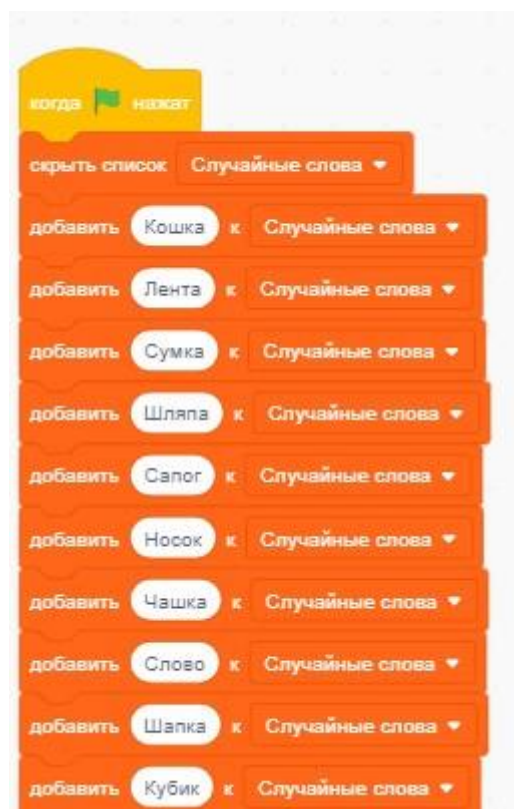 когда нажат
скрыть список Случайные слова
добавить Кошка к Случайные слова
добавить Лента к Случайные слова
добавить Сумка к Случайные слова
добавить Шляпа к Случайные слова
добавить Сапог к Случайные слова
добавить Носок к Случайные слова
добавить Чашка к Случайные слова
добавить Слово к Случайные слова
добавить Шапка к Случайные слова
добавить Кубик к Случайные слова